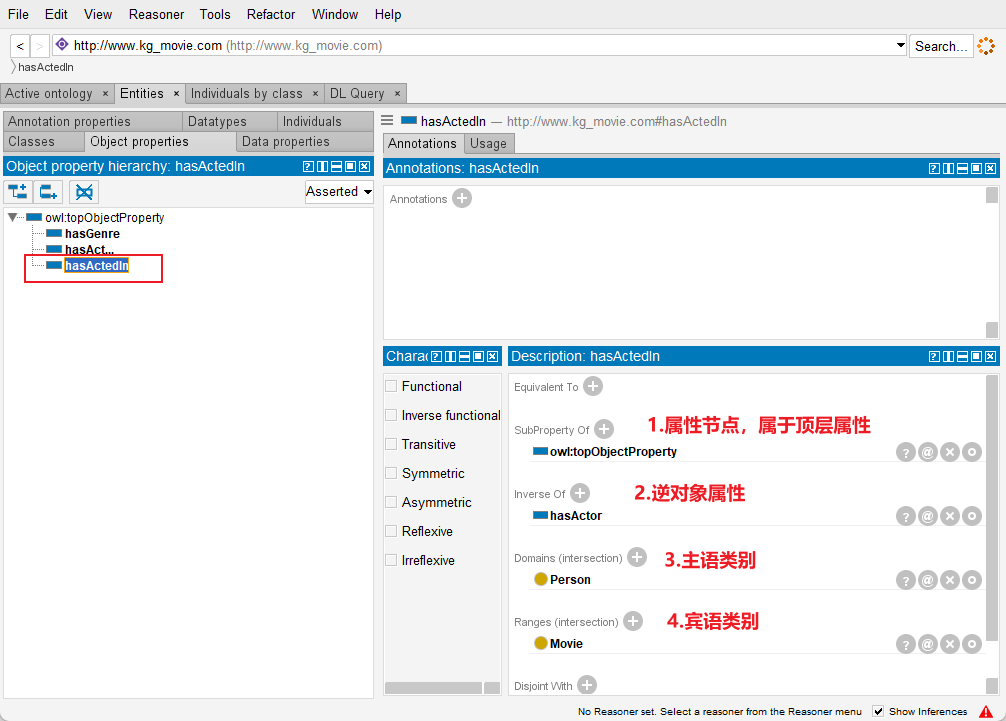 File Edit View Reasoner Tools Refactor Window Help
< > http://www.kg_movie.com (http://www.kg_movie.com) Search...
hasActedIn
Active ontology × Entities × Individuals by class × DL Query ×
Annotation properties Datatypes Individuals
Classes Object properties Data properties
Object property hierarchy: hasActedIn
Asserted
owl:topObjectProperty
hasGenre
hasAct...
hasActedIn
hasActedIn — http://www.kg_movie.com#hasActedIn
Annotations Usage
Annotations: hasActedIn
Annotations
Charac
Functional
Inverse functional
Transitive
Symmetric
Asymmetric
Reflexive
Irreflexive
Description: hasActedIn
Equivalent To
SubProperty Of
1.属性节点，属于顶层属性
owl:topObjectProperty
Inverse Of
2.逆对象属性
hasActor
Domains (intersection)
3.主语类别
Person
Ranges (intersection)
4.宾语类别
Movie
Disjoint With
No Reasoner set. Select a reasoner from the Reasoner menu Show Inferences